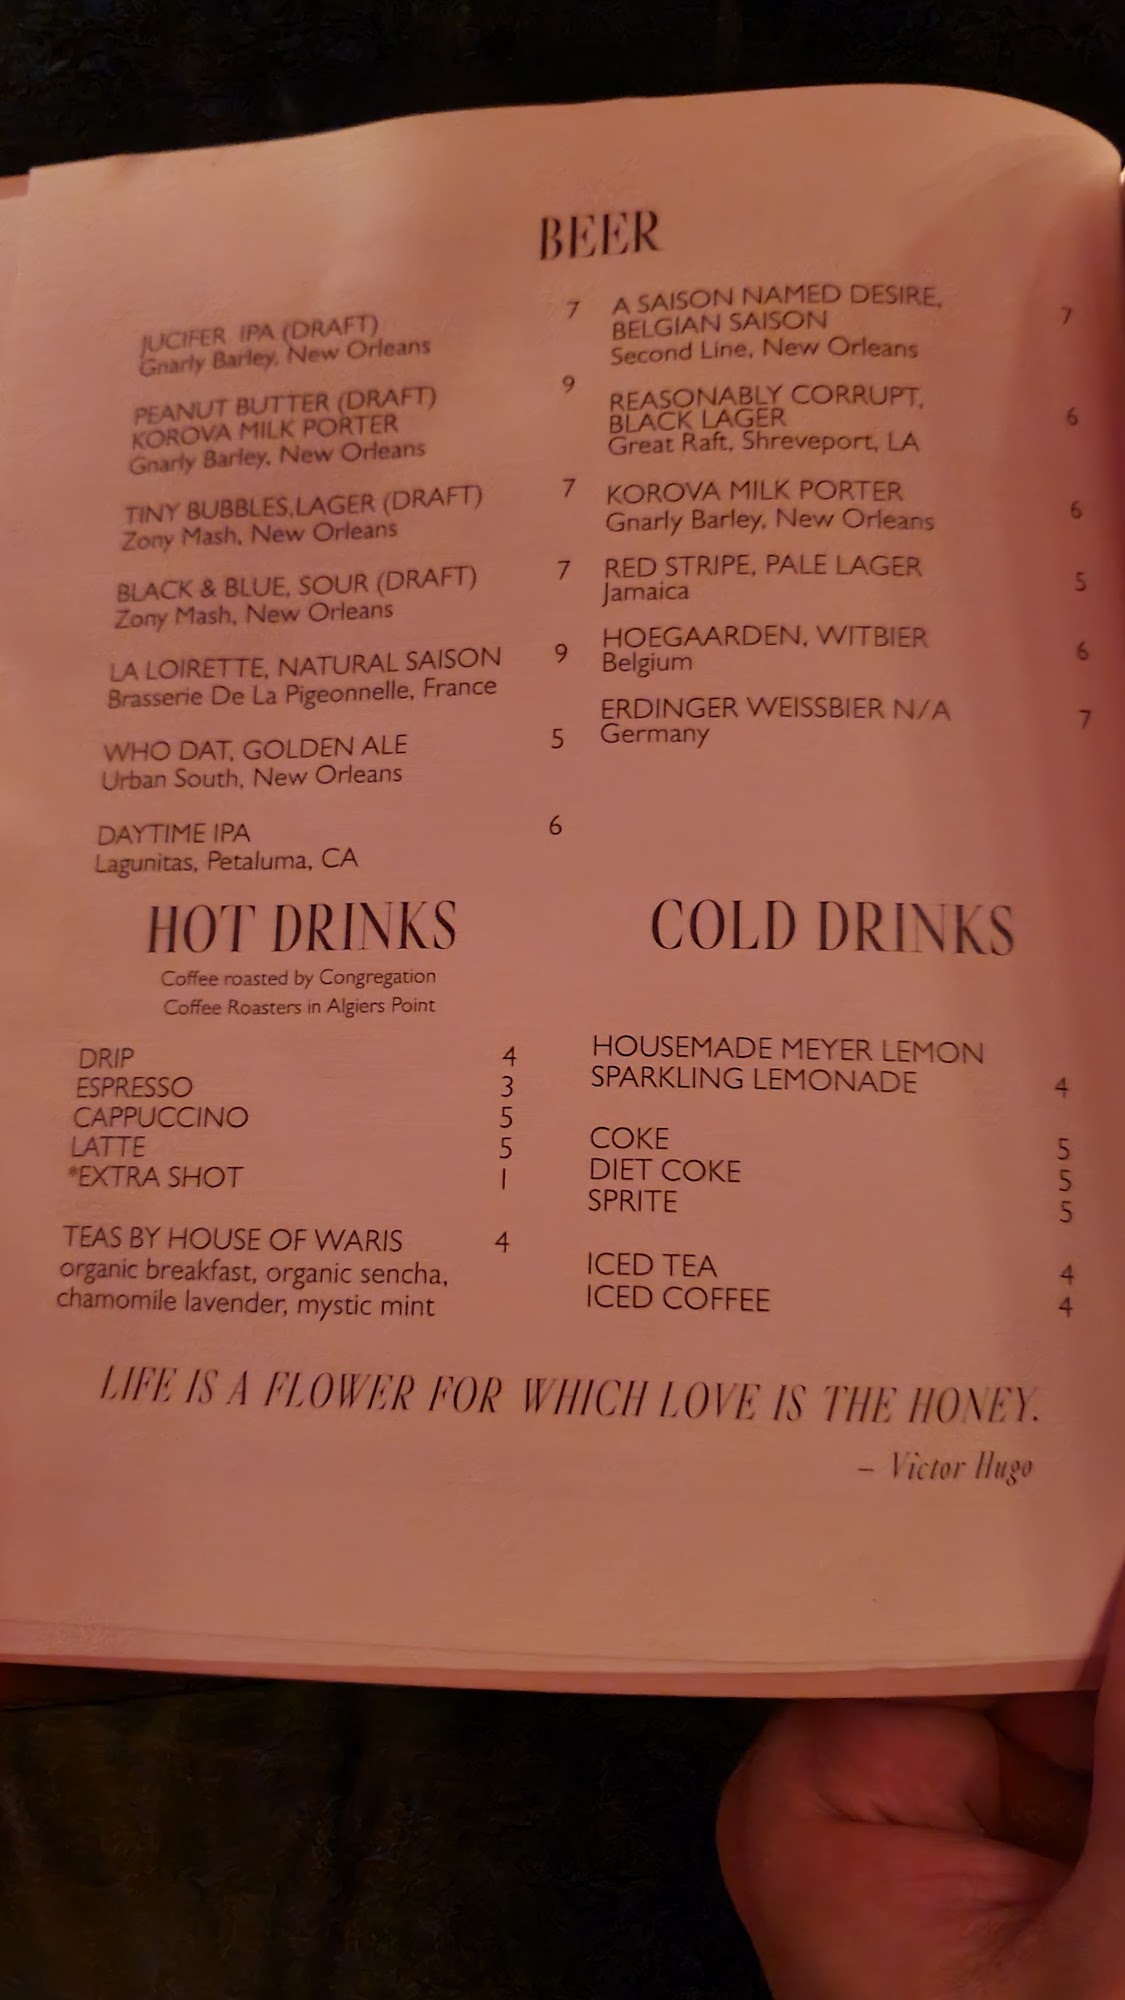 BEER
JUCIFER IPA (DRAFT) 7
Gnarly Barley, New Orleans
PEANUT BUTTER (DRAFT) 9
KOROVA MILK PORTER
Gnarly Barley, New Orleans
TINY BUBBLES,LAGER (DRAFT) 7
Zony Mash, New Orleans
BLACK & BLUE, SOUR (DRAFT) 7
Zony Mash, New Orleans
LA LOIRETTE, NATURAL SAISON 9
Brasserie De La Pigeonnelle, France
WHO DAT, GOLDEN ALE 5
Urban South, New Orleans
DAYTIME IPA 6
Lagunitas, Petaluma, CA
A SAISON NAMED DESIRE, 7
BELGIAN SAISON
Second Line, New Orleans
REASONABLY CORRUPT,
BLACK LAGER 6
Great Raft, Shreveport, LA
KOROVA MILK PORTER 6
Gnarly Barley, New Orleans
RED STRIPE, PALE LAGER 5
Jamaica
HOEGAARDEN, WITBIER 6
Belgium
ERDINGER WEISSBIER N/A 7
Germany
HOT DRINKS
Coffee roasted by Congregation
Coffee Roasters in Algiers Point
DRIP 4
ESPRESSO 3
CAPPUCCINO 5
LATTE 5
*EXTRA SHOT 1
TEAS BY HOUSE OF WARIS 4
organic breakfast, organic sencha,
chamomile lavender, mystic mint
COLD DRINKS
HOUSEMADE MEYER LEMON
SPARKLING LEMONADE 4
COKE 5
DIET COKE 5
SPRITE 5
ICED TEA 4
ICED COFFEE 4
LIFE IS A FLOWER FOR WHICH LOVE IS THE HONEY.
– Victor Hugo